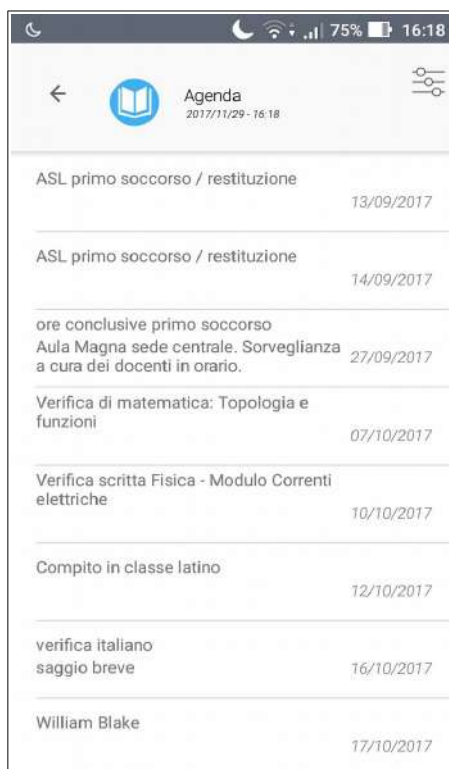 75% 16:18
Agenda
2017/11/29 - 16:18
ASL primo soccorso / restituzione
13/09/2017
ASL primo soccorso / restituzione
14/09/2017
ore conclusive primo soccorso
Aula Magna sede centrale. Sorveglianza
a cura dei docenti in orario.
27/09/2017
Verifica di matematica: Topologia e
funzioni
07/10/2017
Verifica scritta Fisica - Modulo Correnti
elettriche
10/10/2017
Compito in classe latino
12/10/2017
verifica italiano
saggio breve
16/10/2017
William Blake
17/10/2017